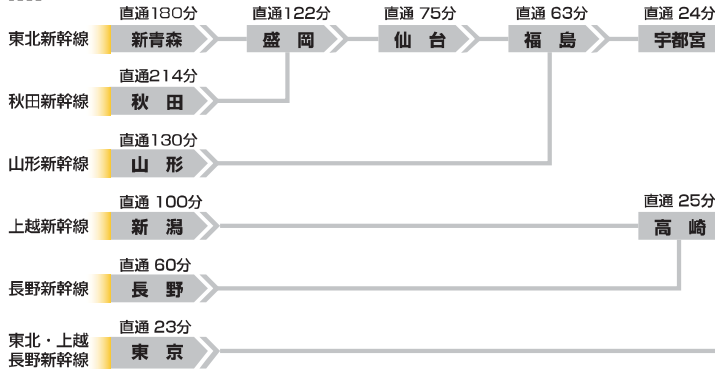 直通180分 直通122分 直通 75分 直通 63分 直通 24分
東北新幹線 新青森 盛 岡 仙 台 福 島 宇都宮
直通214分
秋田新幹線 秋 田
直通130分
山形新幹線 山 形
直通 100分 直通 25分
上越新幹線 新 潟 高 崎
直通 60分
長野新幹線 長 野
直通 23分
東北・上越
長野新幹線 東 京